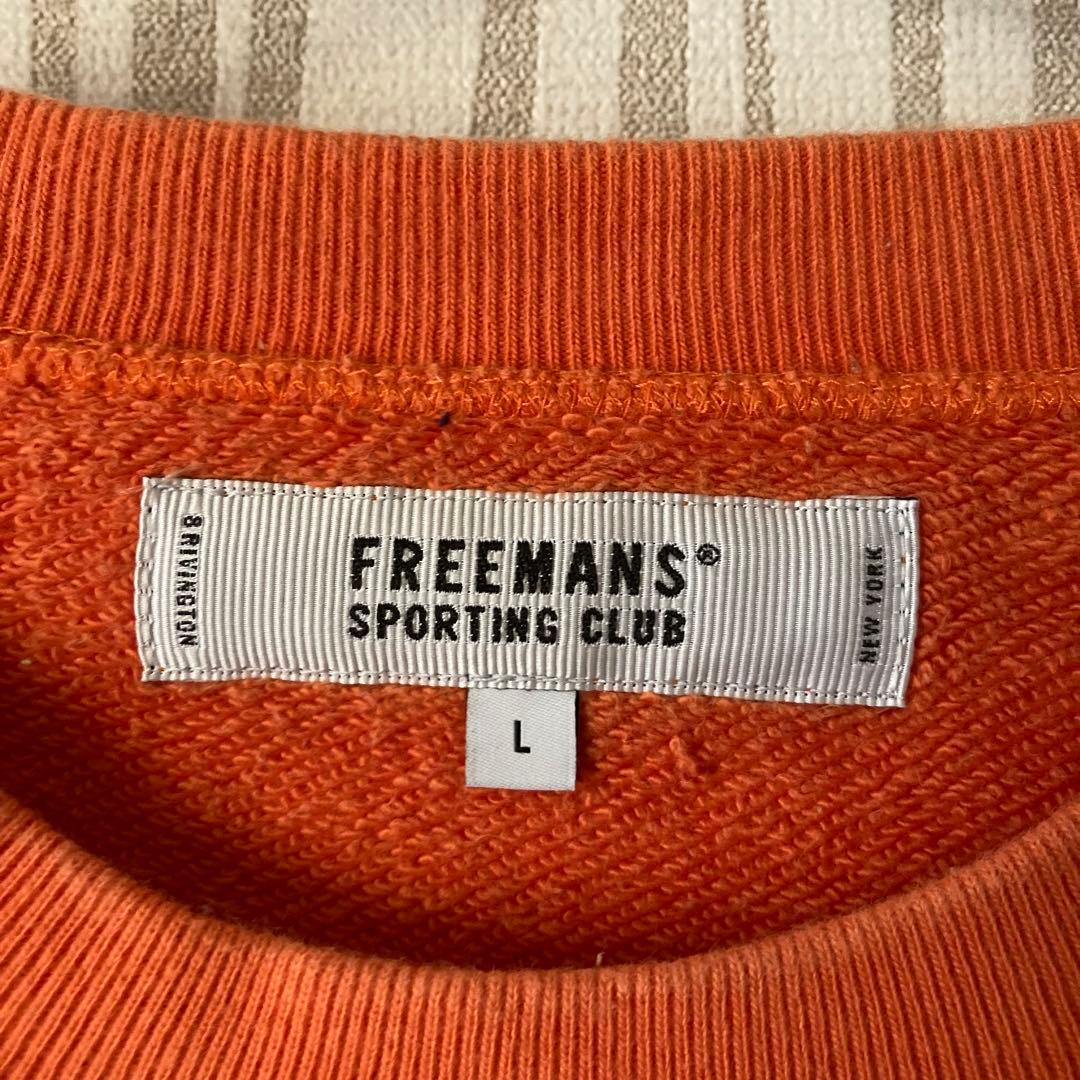 8 RIVINGTON
FREEMANS®
SPORTING CLUB
NEW YORK
L